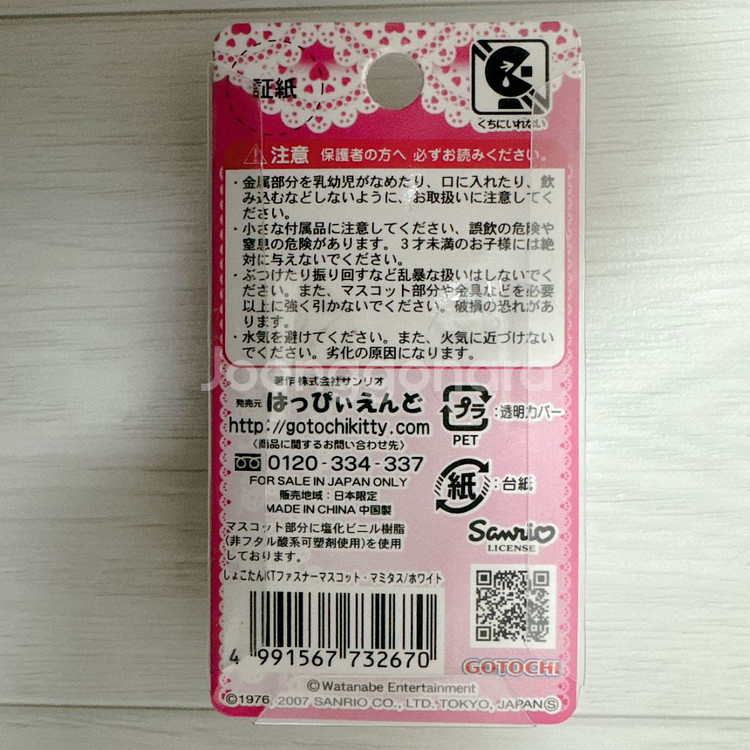 証紙
くちにいれない
注意 保護者の方へ 必ずお読みください。
・金属部分を乳幼児がなめたり、口に入れたり、飲
み込むなどしないように、お取扱いに注意してく
ださい。
・小さな付属品に注意してください、誤飲の危険や
窒息の危険があります。3才未満のお子様には絶
対に与えないでください。
・ぶつけたり振り回すなど乱暴な扱いはしないでく
ださい。また、マスコット部分や金具などを必要
以上に強く引かないでください。破損の恐れがあ
ります。
・水気を避けてください。また、火気に近づけない
でください。劣化の原因になります。
Joonggonara
著作 株式会社サンリオ
発売元 はっぴぃえんど
http://gotochikitty.com
〈商品に関するお問い合わせ先〉
0120-334-337
FOR SALE IN JAPAN ONLY
販売地域：日本限定
MADE IN CHINA 中国製
プラ：透明カバー
PET
紙：台紙
Sanrio
LICENSE
マスコット部分に塩化ビニル樹脂
(非フタル酸系可塑剤使用)を使用
しております。
しょこたんKTファスナーマスコット・マミタス/ホワイト
4 991567 732670
GOTOCHI
©Watanabe Entertainment
©1976, 2007 SANRIO CO., LTD. TOKYO, JAPAN Ⓢ